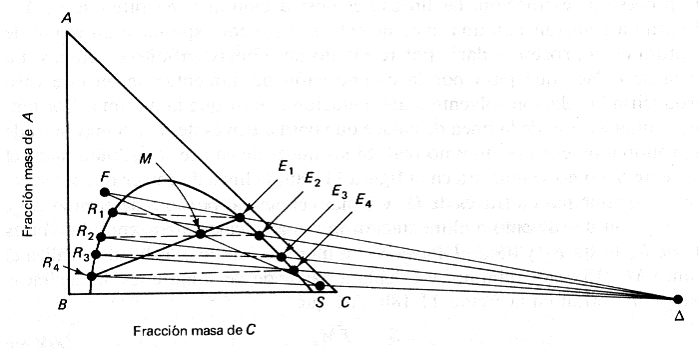 A
Fracción masa de A
F
M
E1
E2
E3
E4
R1
R2
R3
R4
B
S
C
Δ
Fracción masa de C